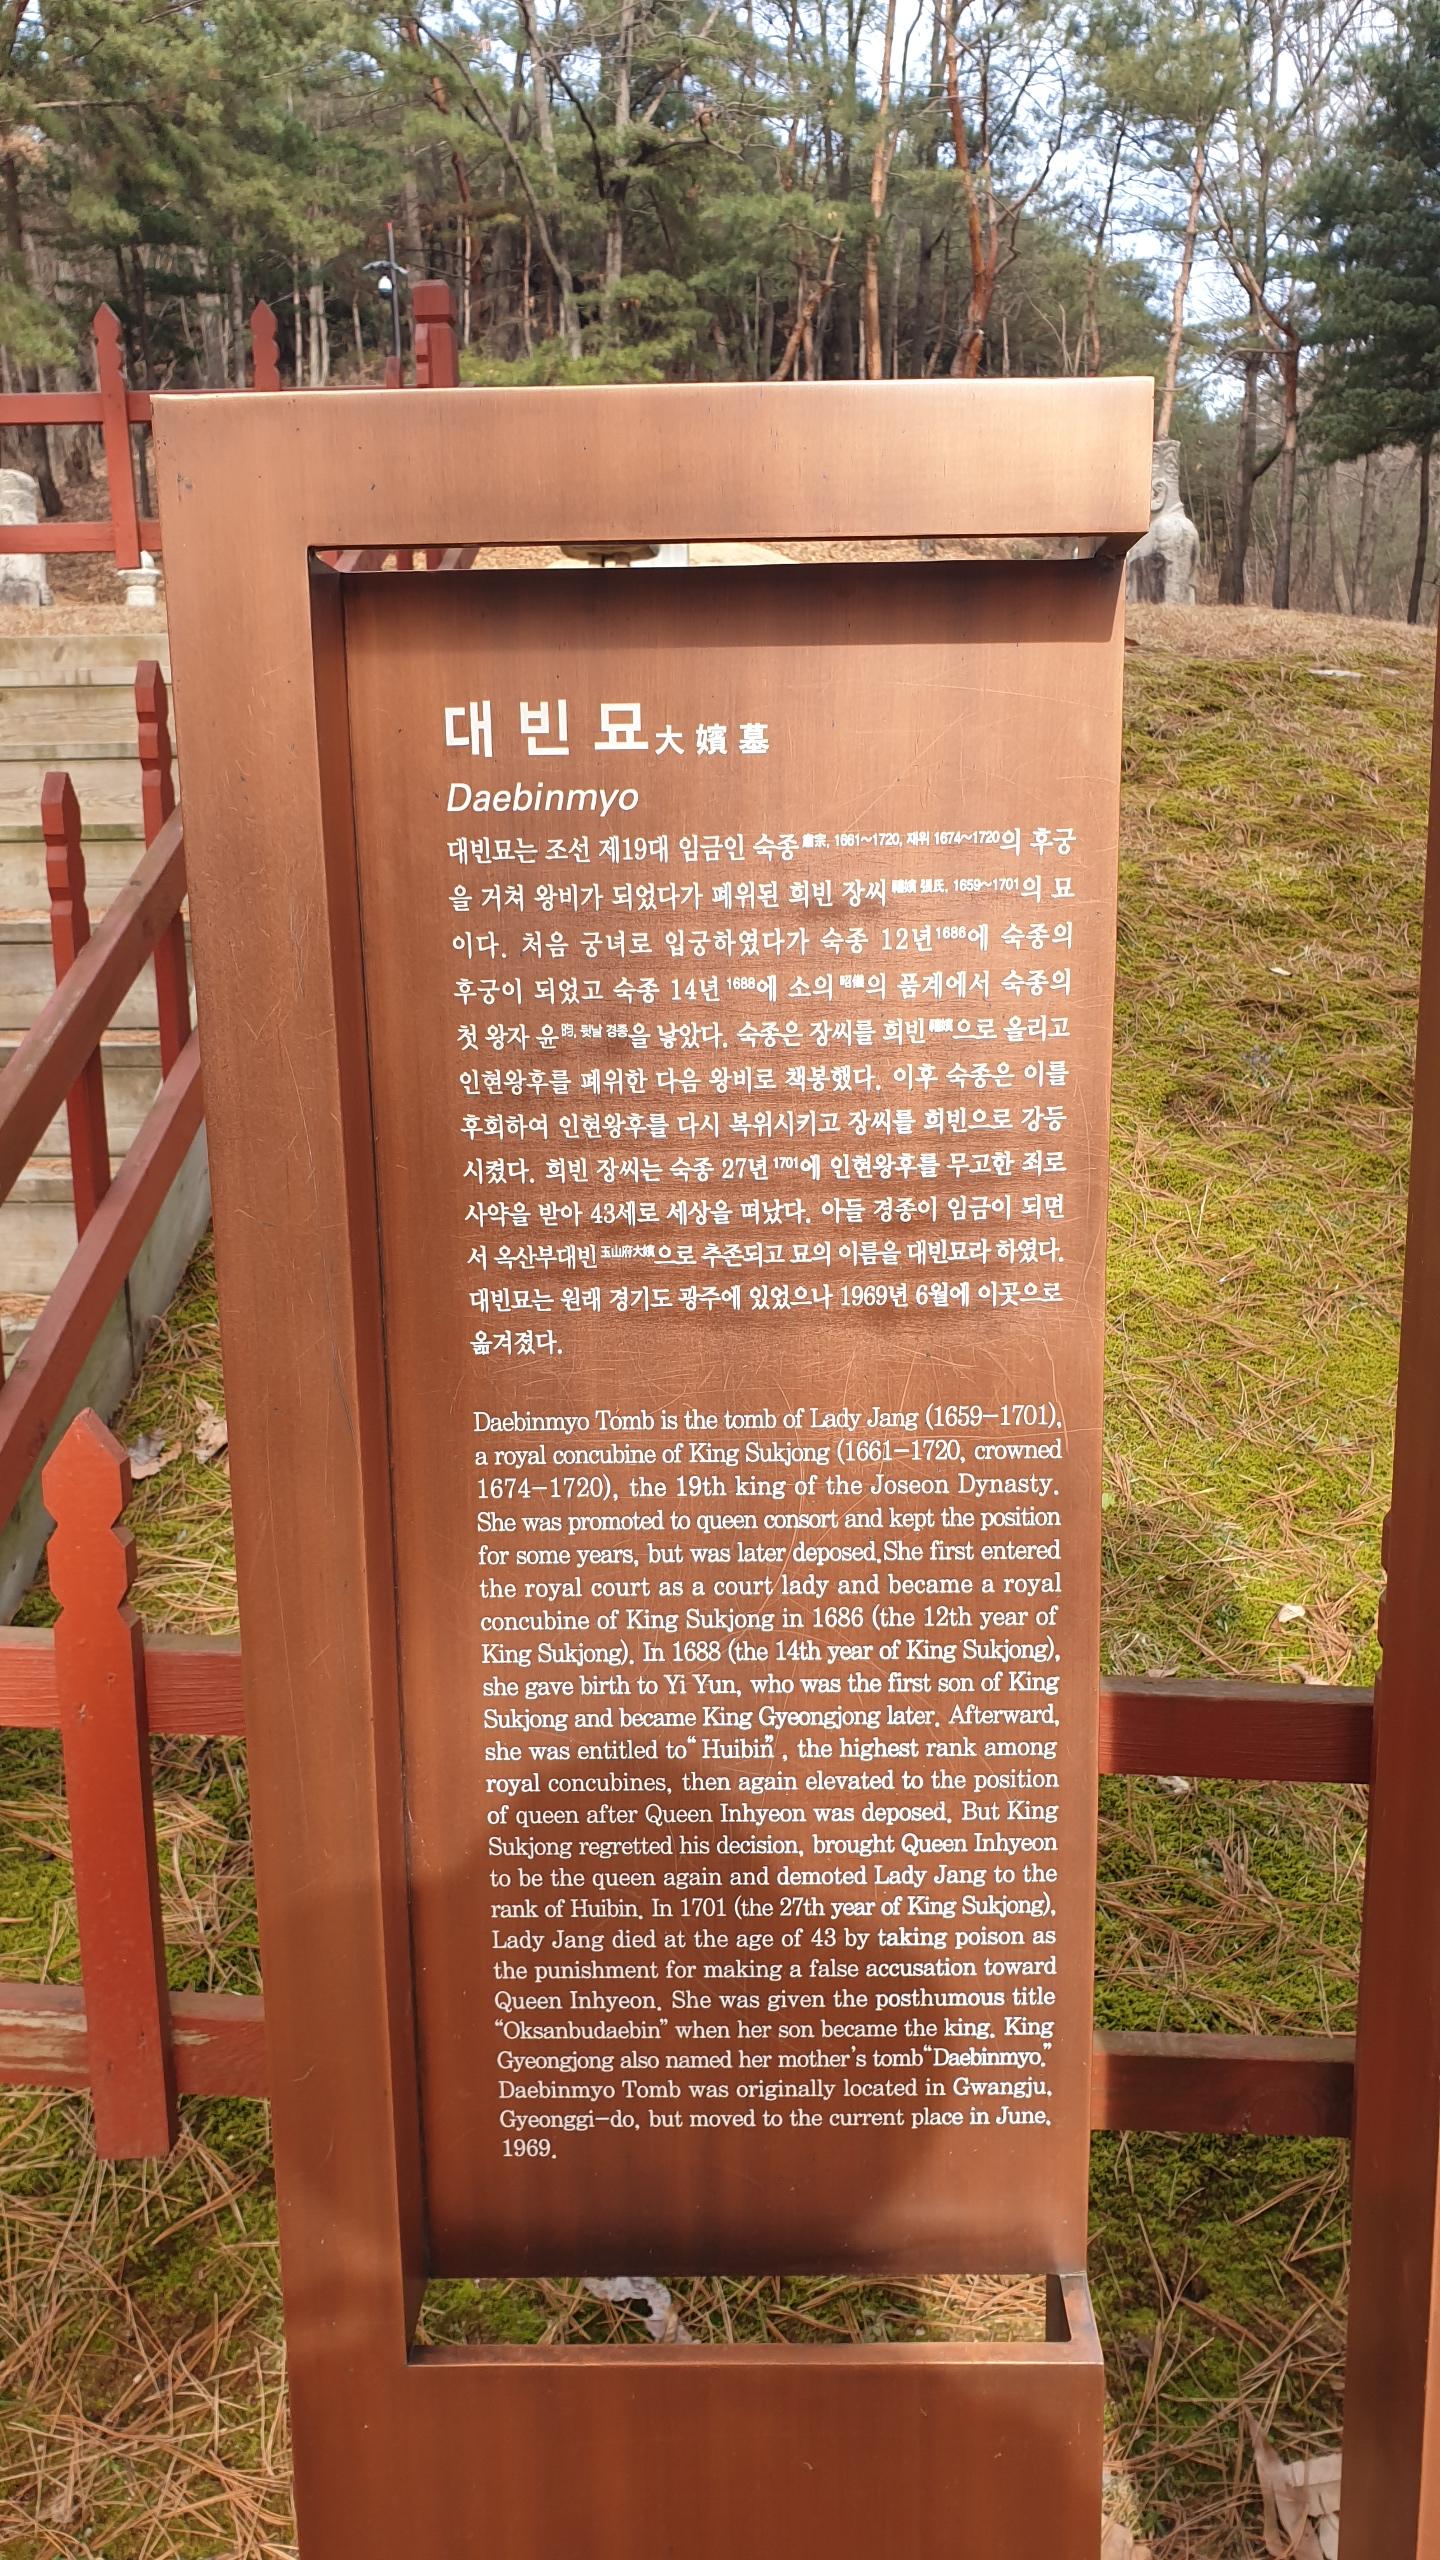 대빈묘大嬪墓
Daebinmyo
대빈묘는 조선 제19대 임금인 숙종肅宗, 1661~1720, 재위 1674~1720의 후궁
을 거쳐 왕비가 되었다가 폐위된 희빈 장씨禧嬪 張氏, 1659~1701의 묘
이다. 처음 궁녀로 입궁하였다가 숙종 12년1686에 숙종의
후궁이 되었고 숙종 14년1688에 소의昭儀의 품계에서 숙종의
첫 왕자 윤昀, 훗날 경종을 낳았다. 숙종은 장씨를 희빈禧嬪으로 올리고
인현왕후를 폐위한 다음 왕비로 책봉했다. 이후 숙종은 이를
후회하여 인현왕후를 다시 복위시키고 장씨를 희빈으로 강등
시켰다. 희빈 장씨는 숙종 27년1701에 인현왕후를 무고한 죄로
사약을 받아 43세로 세상을 떠났다. 아들 경종이 임금이 되면
서 옥산부대빈玉山府大嬪으로 추존되고 묘의 이름을 대빈묘라 하였다.
대빈묘는 원래 경기도 광주에 있었으나 1969년 6월에 이곳으로
옮겨졌다.
Daebinmyo Tomb is the tomb of Lady Jang (1659-1701),
a royal concubine of King Sukjong (1661-1720, crowned
1674-1720), the 19th king of the Joseon Dynasty.
She was promoted to queen consort and kept the position
for some years, but was later deposed.She first entered
the royal court as a court lady and became a royal
concubine of King Sukjong in 1686 (the 12th year of
King Sukjong). In 1688 (the 14th year of King Sukjong),
she gave birth to Yi Yun, who was the first son of King
Sukjong and became King Gyeongjong later. Afterward,
she was entitled to“ Huibin”, the highest rank among
royal concubines, then again elevated to the position
of queen after Queen Inhyeon was deposed. But King
Sukjong regretted his decision, brought Queen Inhyeon
to be the queen again and demoted Lady Jang to the
rank of Huibin. In 1701 (the 27th year of King Sukjong),
Lady Jang died at the age of 43 by taking poison as
the punishment for making a false accusation toward
Queen Inhyeon. She was given the posthumous title
“Oksanbudaebin” when her son became the king. King
Gyeongjong also named her mother's tomb“Daebinmyo.”
Daebinmyo Tomb was originally located in Gwangju,
Gyeonggi-do, but moved to the current place in June,
1969.